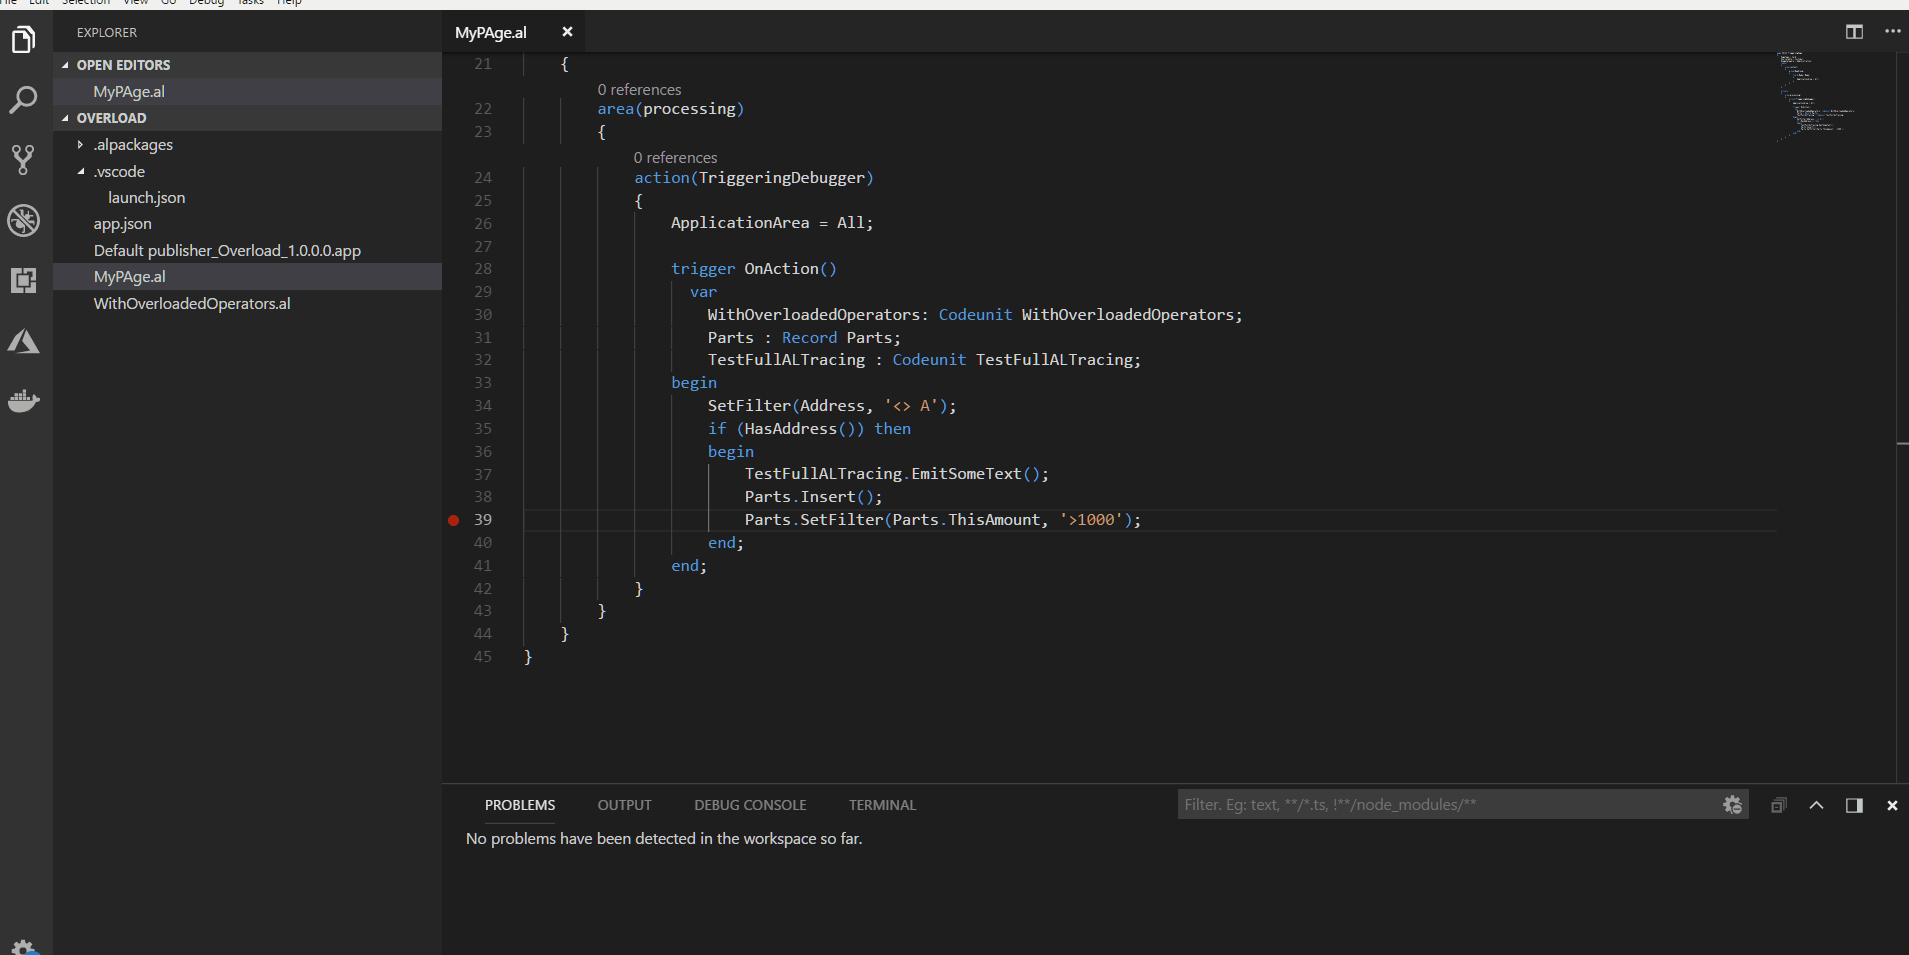 File Edit Selection View Go Debug Tasks Help
EXPLORER
OPEN EDITORS
MyPAge.al
OVERLOAD
.alpackages
.vscode
launch.json
app.json
Default publisher_Overload_1.0.0.0.app
MyPAge.al
WithOverloadedOperators.al
MyPAge.al
21 {
0 references
22 area(processing)
23 {
0 references
24 action(TriggeringDebugger)
25 {
26 ApplicationArea = All;
27
28 trigger OnAction()
29 var
30 WithOverloadedOperators: Codeunit WithOverloadedOperators;
31 Parts : Record Parts;
32 TestFullALTracing : Codeunit TestFullALTracing;
33 begin
34 SetFilter(Address, '<> A');
35 if (HasAddress()) then
36 begin
37 TestFullALTracing.EmitSomeText();
38 Parts.Insert();
39 Parts.SetFilter(Parts.ThisAmount, '>1000');
40 end;
41 end;
42 }
43 }
44 }
45 }
PROBLEMS OUTPUT DEBUG CONSOLE TERMINAL
Filter. Eg: text, **/*.ts, !**/node_modules/**
No problems have been detected in the workspace so far.